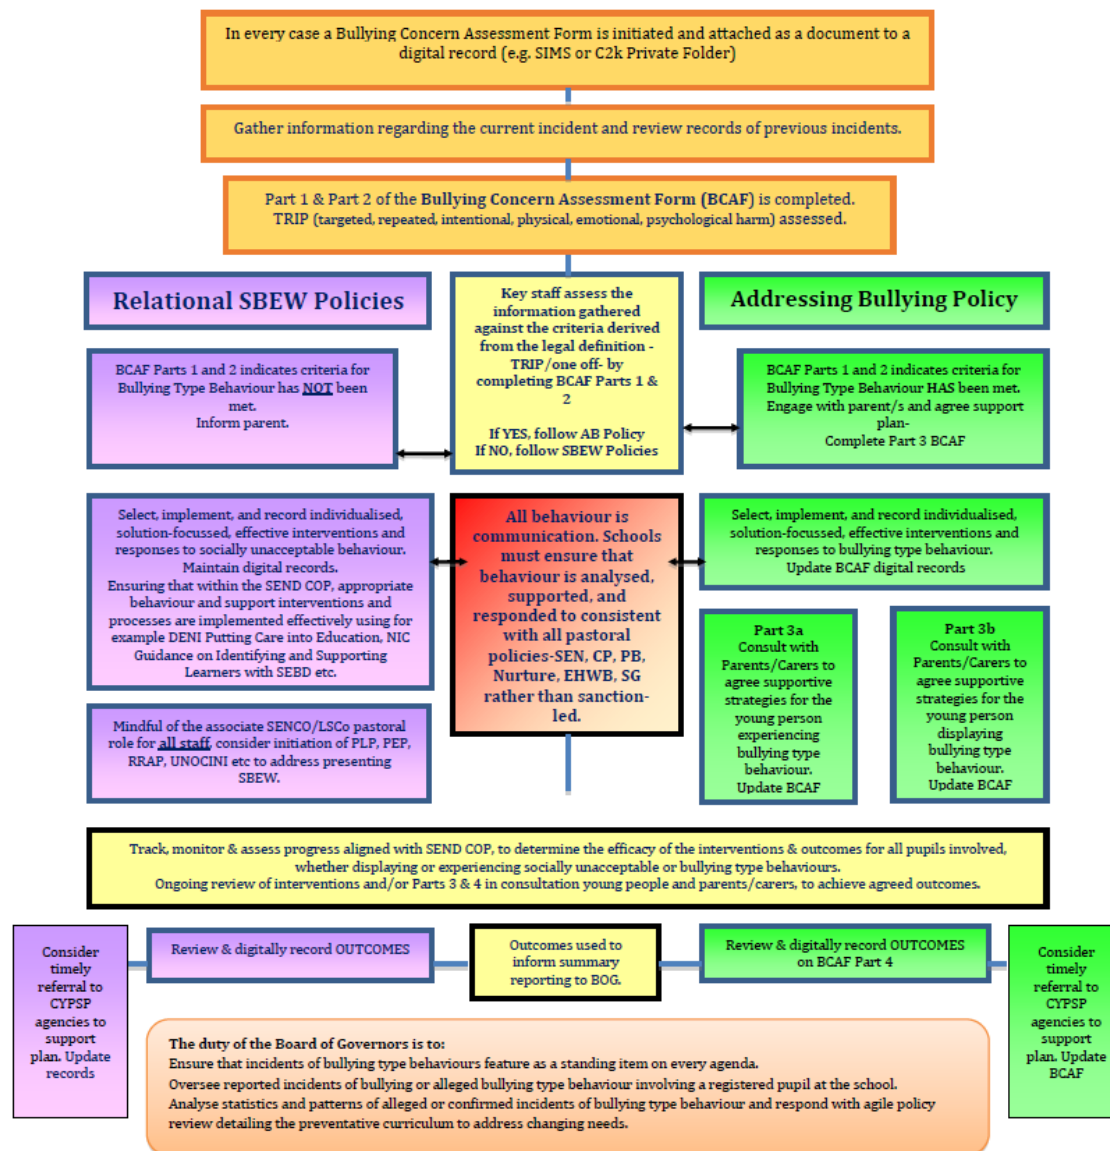 In every case a Bullying Concern Assessment Form is initiated and attached as a document to a
digital record (e.g. SIMS or C2k Private Folder)
Gather information regarding the current incident and review records of previous incidents.
Part 1 & Part 2 of the Bullying Concern Assessment Form (BCAF) is completed.
TRIP (targeted, repeated, intentional, physical, emotional, psychological harm) assessed.
Relational SBEW Policies
Key staff assess the
information gathered
against the criteria derived
from the legal definition -
TRIP/one off- by
completing BCAF Parts 1 &
2
If YES, follow AB Policy
If NO, follow SBEW Policies
Addressing Bullying Policy
BCAF Parts 1 and 2 indicates criteria for
Bullying Type Behaviour has NOT been
met.
Inform parent.
BCAF Parts 1 and 2 indicates criteria for
Bullying Type Behaviour HAS been met.
Engage with parent/s and agree support
plan-
Complete Part 3 BCAF
Select, implement, and record individualised,
solution-focussed, effective interventions and
responses to socially unacceptable behaviour.
Maintain digital records.
Ensuring that within the SEND COP, appropriate
behaviour and support interventions and
processes are implemented effectively using for
example DENI Putting Care into Education, NIC
Guidance on Identifying and Supporting
Learners with SEBD etc.
All behaviour is
communication. Schools
must ensure that
behaviour is analysed,
supported, and
responded to consistent
with all pastoral
policies-SEN, CP, PB,
Nurture, EHWB, SG
rather than sanction-
led.
Select, implement, and record individualised,
solution-focussed, effective interventions and
responses to bullying type behaviour.
Update BCAF digital records
Part 3a
Consult with
Parents/Carers to
agree supportive
strategies for the
young person
experiencing
bullying type
behaviour.
Update BCAF
Part 3b
Consult with
Parents/Carers to
agree supportive
strategies for the
young person
displaying
bullying type
behaviour.
Update BCAF
Mindful of the associate SENCO/LSCo pastoral
role for all staff, consider initiation of PLP, PEP,
RRAP, UNOCINI etc to address presenting
SBEW.
Track, monitor & assess progress aligned with SEND COP, to determine the efficacy of the interventions & outcomes for all pupils involved,
whether displaying or experiencing socially unacceptable or bullying type behaviours.
Ongoing review of interventions and/or Parts 3 & 4 in consultation young people and parents/carers, to achieve agreed outcomes.
Consider
timely
referral to
CYPSP
agencies to
support
plan. Update
records
Review & digitally record OUTCOMES
Outcomes used to
inform summary
reporting to BOG.
Review & digitally record OUTCOMES
on BCAF Part 4
Consider
timely
referral to
CYPSP
agencies to
support
plan. Update
BCAF
The duty of the Board of Governors is to:
Ensure that incidents of bullying type behaviours feature as a standing item on every agenda.
Oversee reported incidents of bullying or alleged bullying type behaviour involving a registered pupil at the school.
Analyse statistics and patterns of alleged or confirmed incidents of bullying type behaviour and respond with agile policy
review detailing the preventative curriculum to address changing needs.